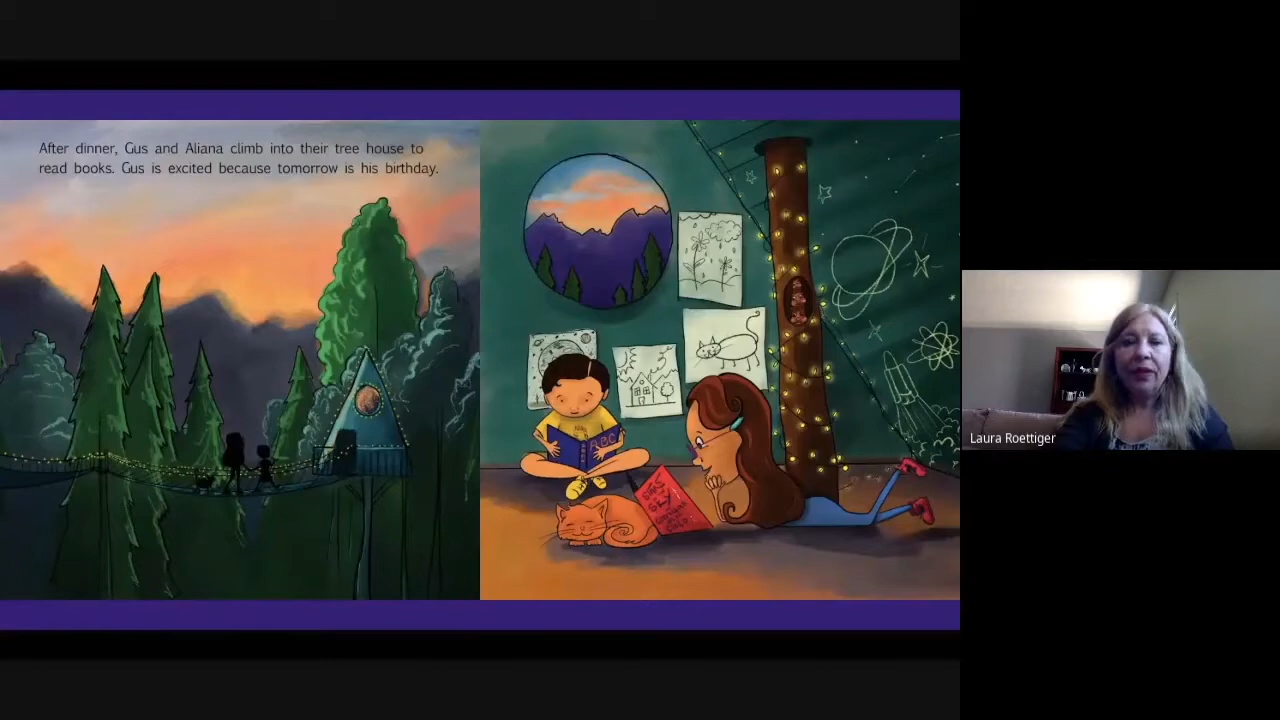 After dinner, Gus and Aliana climb into their tree house to
read books. Gus is excited because tomorrow is his birthday.
ABC
Laura Roettiger